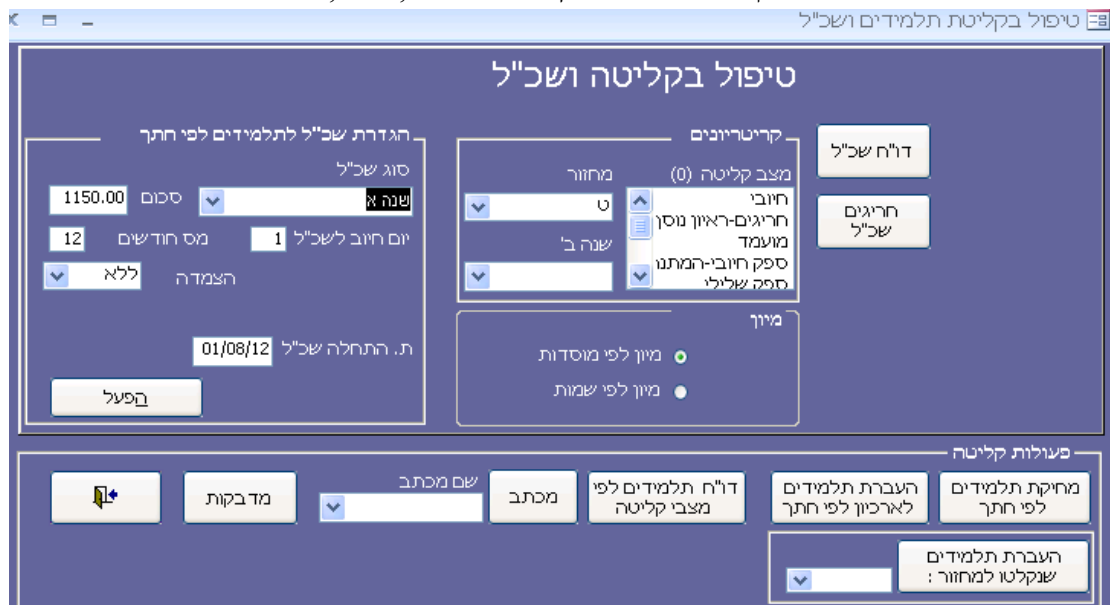 טיפול בקליטת תלמידים ושכ"ל
טיפול בקליטה ושכ"ל
דו"ח שכ"ל
חריגים
שכ"ל
קריטריונים
מצב קליטה (0)
חיובי
חריגים-ראיון נוסף
מועמד
ספק חיובי-המתנו
ספק שלילי
מחזור
ט
שנה ב'
מיון
מיון לפי מוסדות
מיון לפי שמות
הגדרת שכ"ל לתלמידים לפי חתך
סוג שכ"ל
שנה א סכום 1150.00
יום חיוב לשכ"ל 1 מס חודשים 12
הצמדה ללא
ת. התחלה שכ"ל 01/08/12
הפעל
פעולות קליטה
מחיקת תלמידים
לפי חתך
העברת תלמידים
לארכיון לפי חתך
דו"ח תלמידים לפי
מצבי קליטה
מכתב
שם מכתב
מדבקות
העברת תלמידים
שנקלטו למחזור :